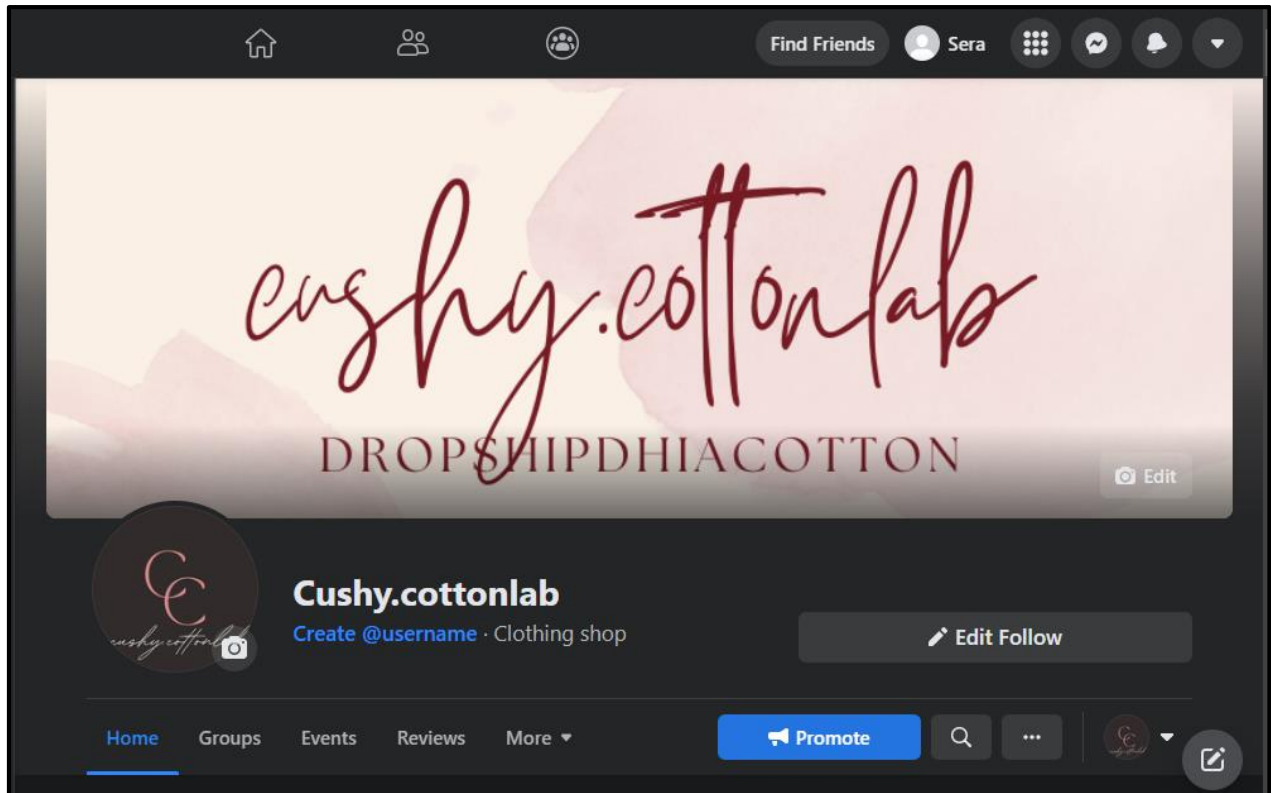 Find Friends Sera
cushy.cottonlab
DROPSHIPDHIACOTTON
Edit
CC
cushy.cottonlab
Cushy.cottonlab
Create @username · Clothing shop
Edit Follow
Home Groups Events Reviews More Promote